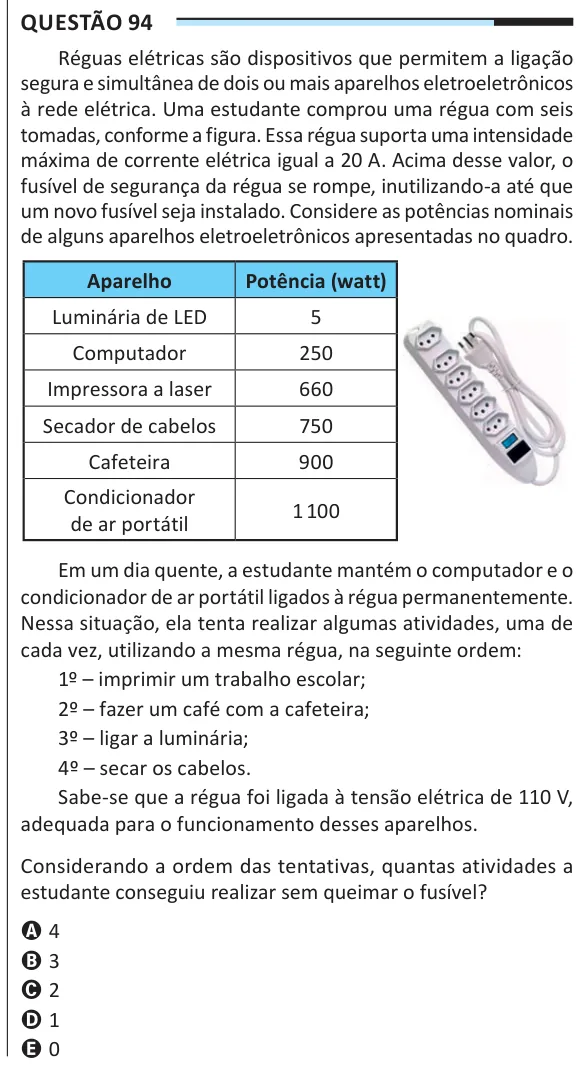 QUESTÃO 94
Réguas elétricas são dispositivos que permitem a ligação
segura e simultânea de dois ou mais aparelhos eletroeletrônicos
à rede elétrica. Uma estudante comprou uma régua com seis
tomadas, conforme a figura. Essa régua suporta uma intensidade
máxima de corrente elétrica igual a 20 A. Acima desse valor, o
fusível de segurança da régua se rompe, inutilizando-a até que
um novo fusível seja instalado. Considere as potências nominais
de alguns aparelhos eletroeletrônicos apresentadas no quadro.
Aparelho Potência (watt)
Luminária de LED 5
Computador 250
Impressora a laser 660
Secador de cabelos 750
Cafeteira 900
Condicionador
de ar portátil 1 100
Em um dia quente, a estudante mantém o computador e o
condicionador de ar portátil ligados à régua permanentemente.
Nessa situação, ela tenta realizar algumas atividades, uma de
cada vez, utilizando a mesma régua, na seguinte ordem:
1º – imprimir um trabalho escolar;
2º – fazer um café com a cafeteira;
3º – ligar a luminária;
4º – secar os cabelos.
Sabe-se que a régua foi ligada à tensão elétrica de 110 V,
adequada para o funcionamento desses aparelhos.
Considerando a ordem das tentativas, quantas atividades a
estudante conseguiu realizar sem queimar o fusível?
A 4
B 3
C 2
D 1
E 0